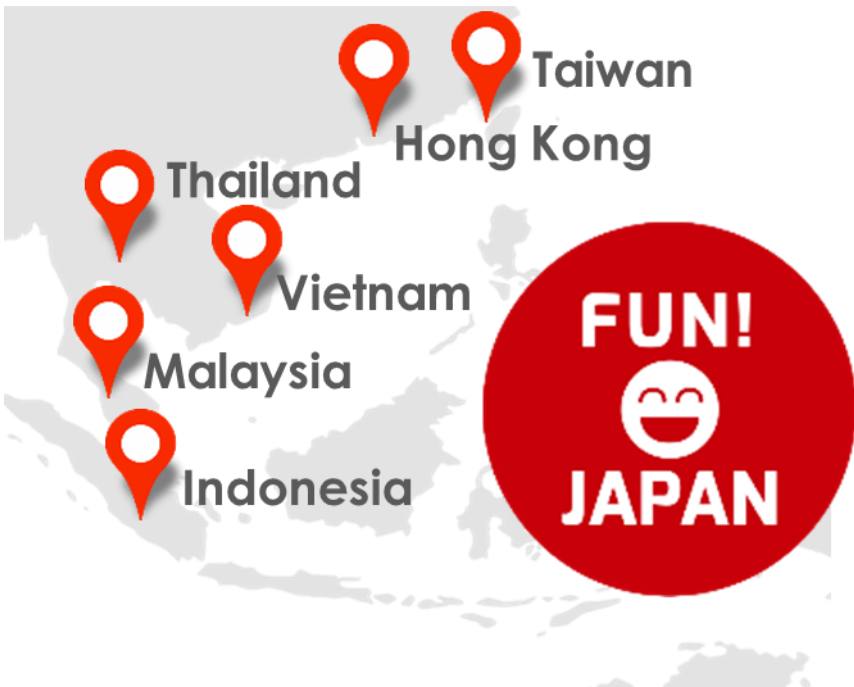 Taiwan
Hong Kong
Thailand
Vietnam
Malaysia
Indonesia
FUN!
JAPAN